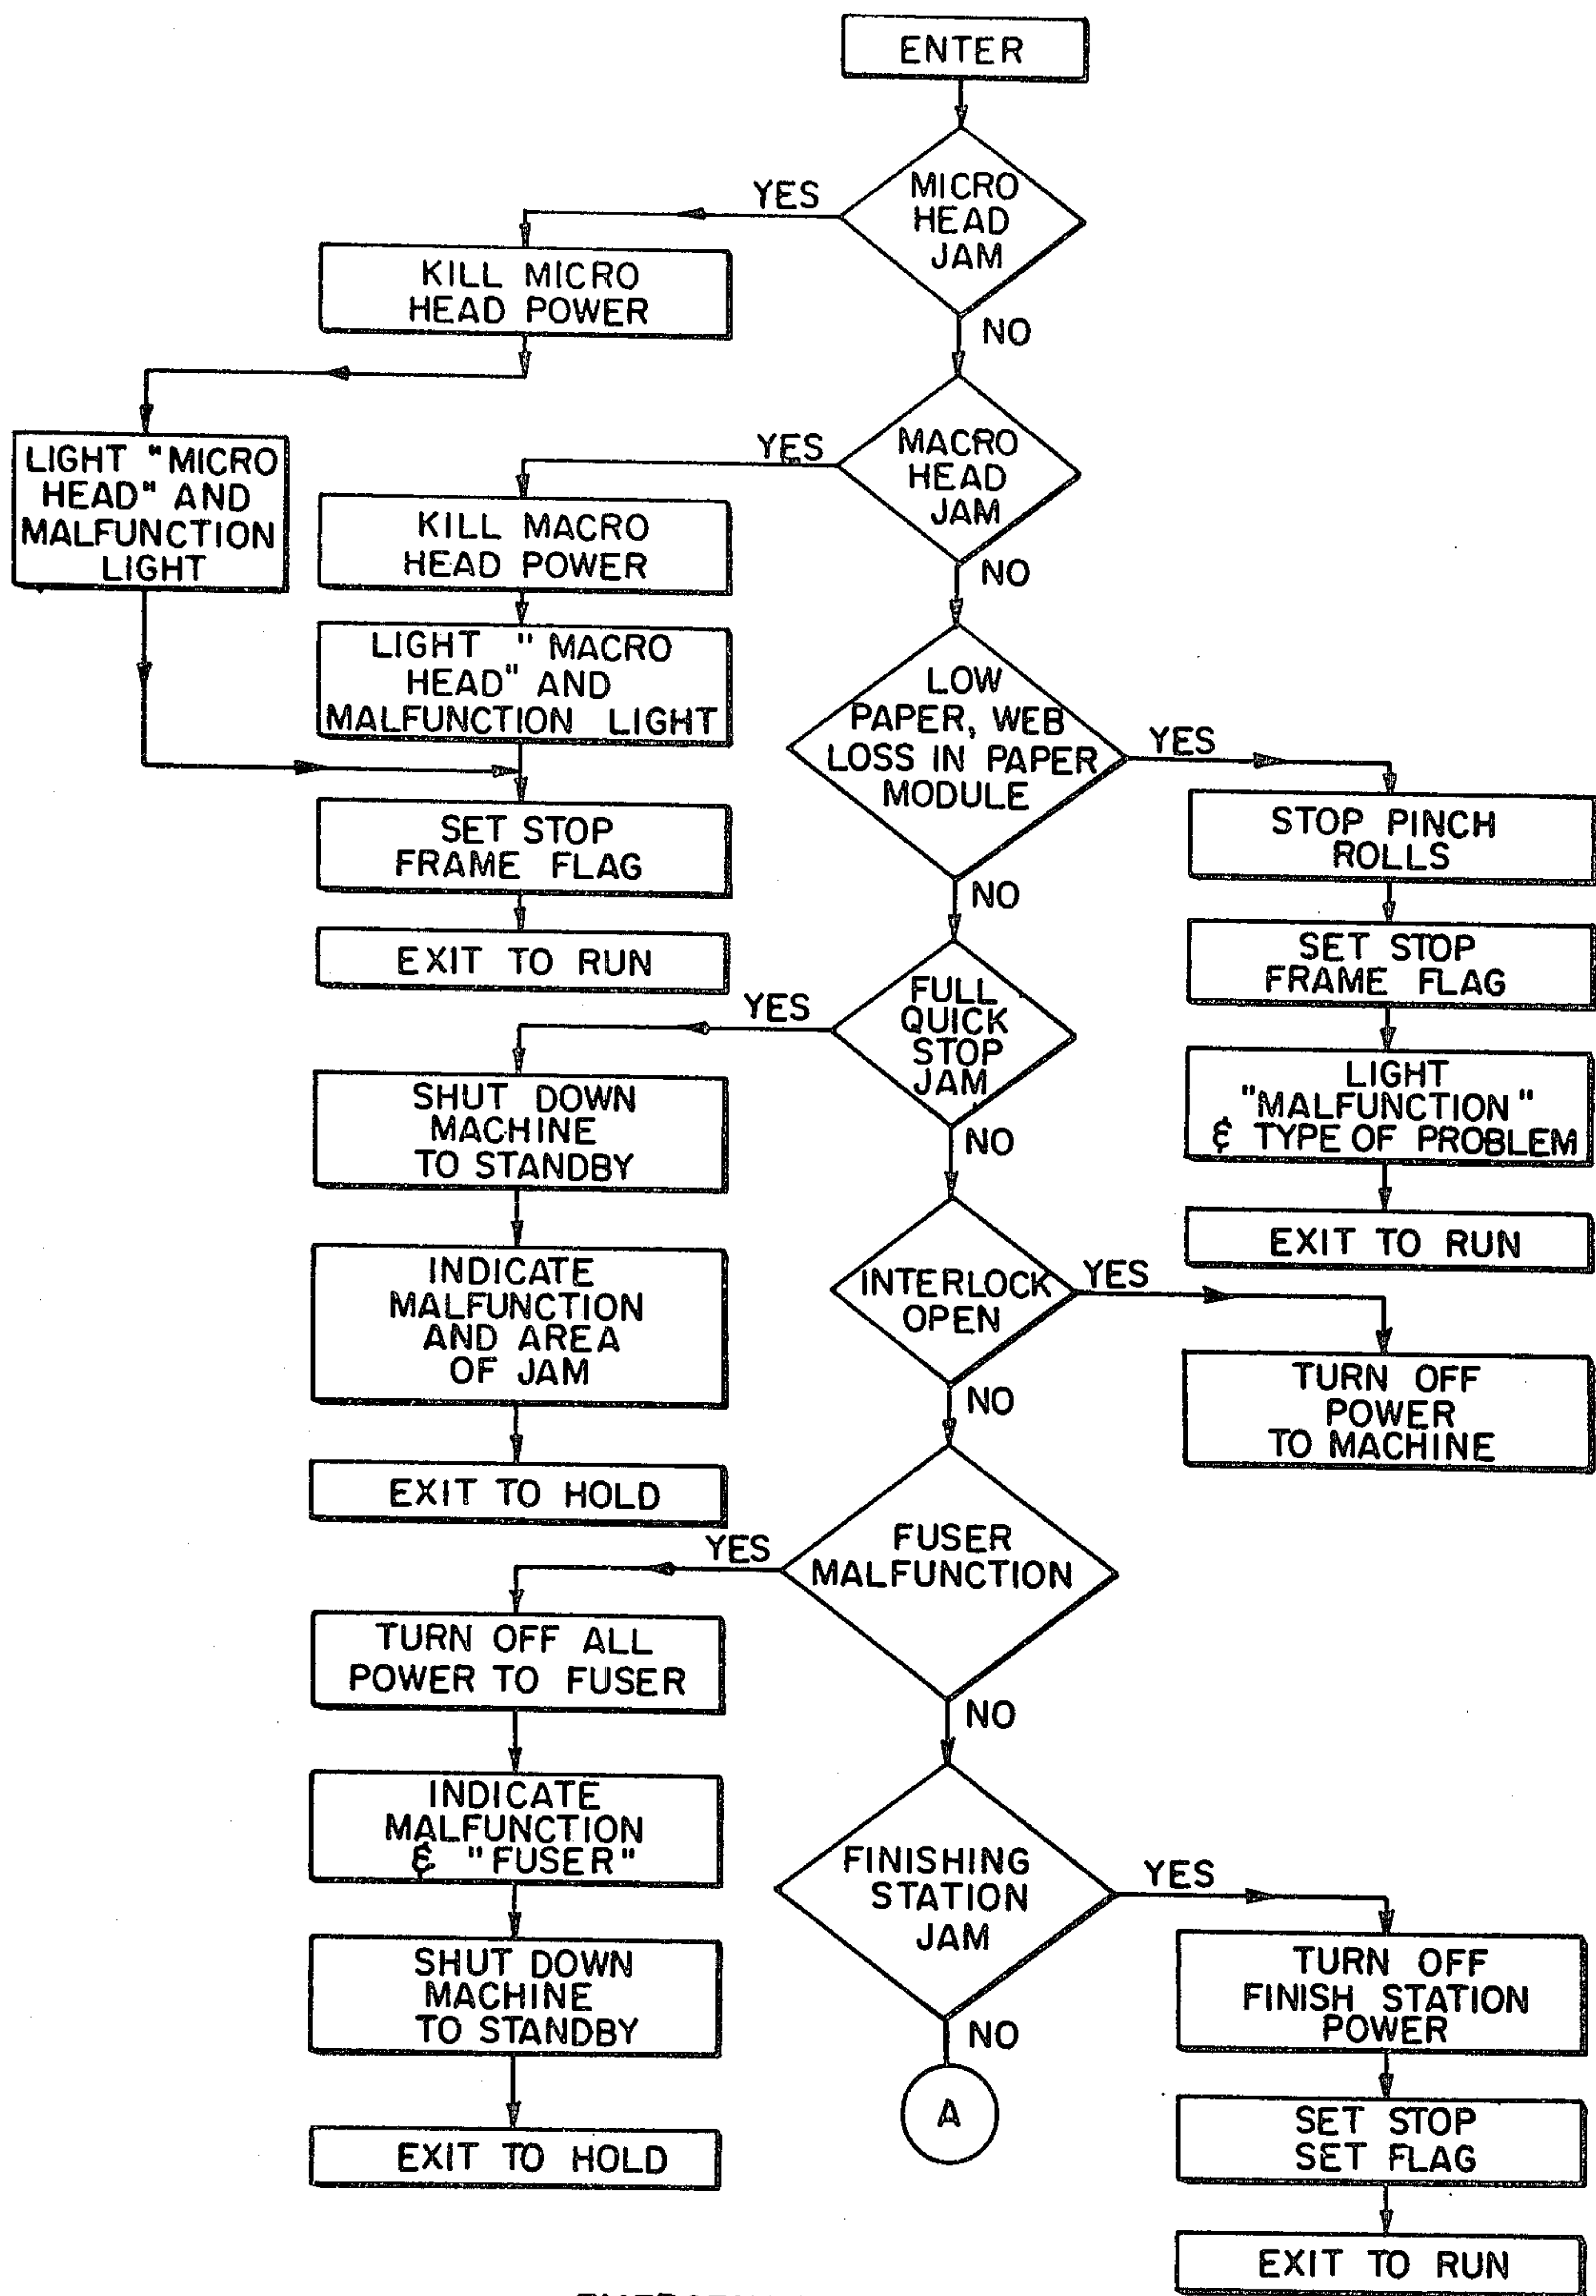 ENTER
MICRO
HEAD
JAM
YES
NO
KILL MICRO
HEAD POWER
LIGHT "MICRO
HEAD" AND
MALFUNCTION
LIGHT
MACRO
HEAD
JAM
YES
NO
KILL MACRO
HEAD POWER
LIGHT "MACRO
HEAD" AND
MALFUNCTION LIGHT
SET STOP
FRAME FLAG
EXIT TO RUN
LOW
PAPER, WEB
LOSS IN PAPER
MODULE
YES
NO
STOP PINCH
ROLLS
SET STOP
FRAME FLAG
LIGHT
"MALFUNCTION"
& TYPE OF PROBLEM
EXIT TO RUN
FULL
QUICK
STOP
JAM
YES
NO
SHUT DOWN
MACHINE
TO STANDBY
INDICATE
MALFUNCTION
AND AREA
OF JAM
EXIT TO HOLD
INTERLOCK
OPEN
YES
NO
TURN OFF
POWER
TO MACHINE
FUSER
MALFUNCTION
YES
NO
TURN OFF ALL
POWER TO FUSER
INDICATE
MALFUNCTION
& "FUSER"
SHUT DOWN
MACHINE
TO STANDBY
EXIT TO HOLD
FINISHING
STATION
JAM
YES
NO
A
TURN OFF
FINISH STATION
POWER
SET STOP
SET FLAG
EXIT TO RUN